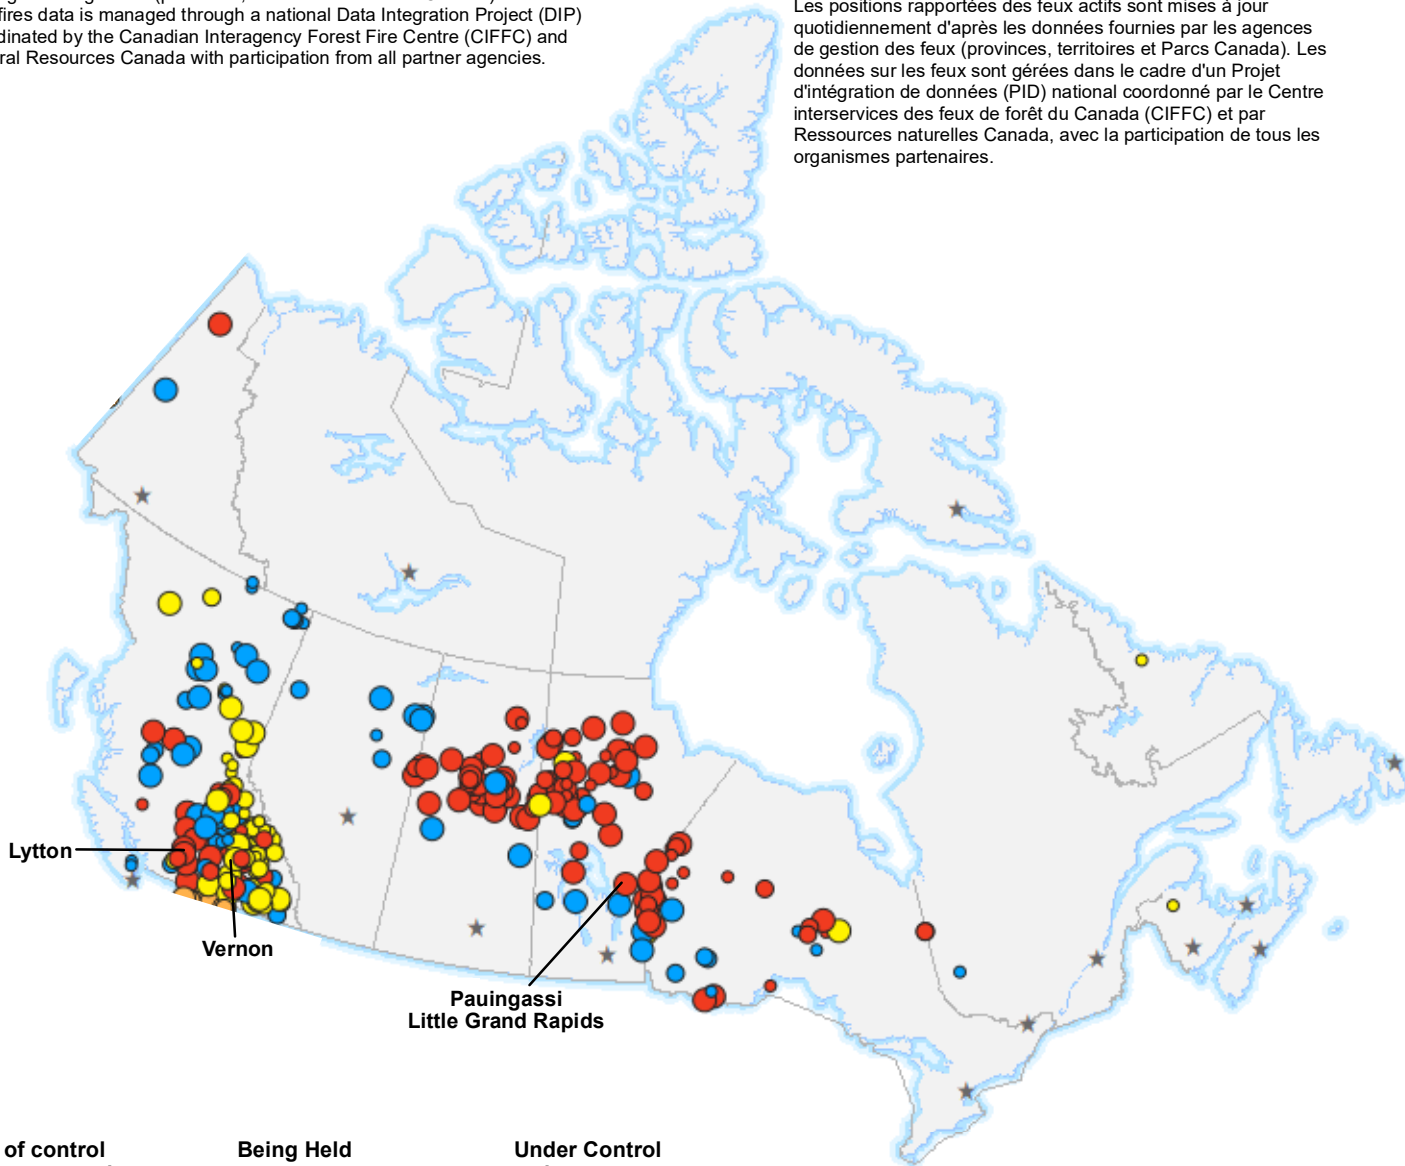 fires data is managed through a national Data Integration Project (DIP)
dinated by the Canadian Interagency Forest Fire Centre (CIFFC) and
ral Resources Canada with participation from all partner agencies.
Les positions rapportées des feux actifs sont mises à jour
quotidiennement d'après les données fournies par les agences
de gestion des feux (provinces, territoires et Parcs Canada). Les
données sur les feux sont gérées dans le cadre d'un Projet
d'intégration de données (PID) national coordonné par le Centre
interservices des feux de forêt du Canada (CIFFC) et par
Ressources naturelles Canada, avec la participation de tous les
organismes partenaires.
Lytton
Vernon
Pauingassi
Little Grand Rapids
of control
Being Held
Under Control